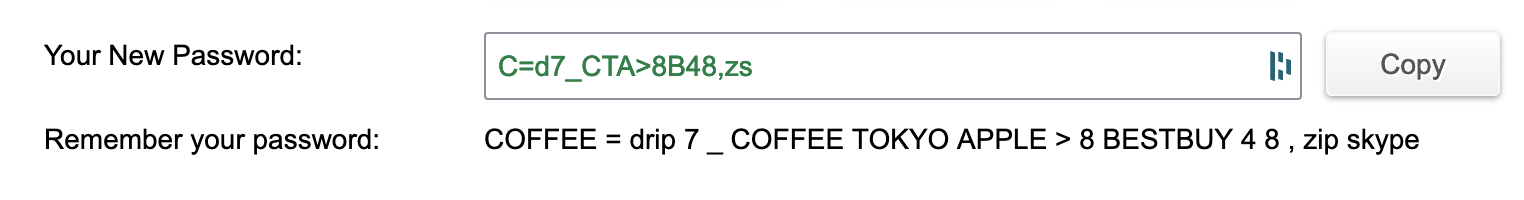 Your New Password: C=d7_CTA>8B48,zs Copy
Remember your password: COFFEE = drip 7 _ COFFEE TOKYO APPLE > 8 BESTBUY 4 8 , zip skype